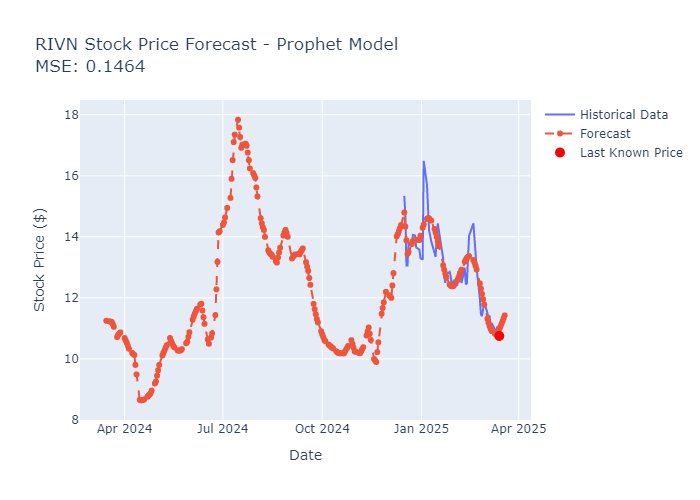 RIVN Stock Price Forecast - Prophet Model
MSE: 0.1464
Historical Data
Forecast
Last Known Price
18
16
14
12
10
8
Stock Price ($)
Apr 2024
Jul 2024
Oct 2024
Jan 2025
Apr 2025
Date